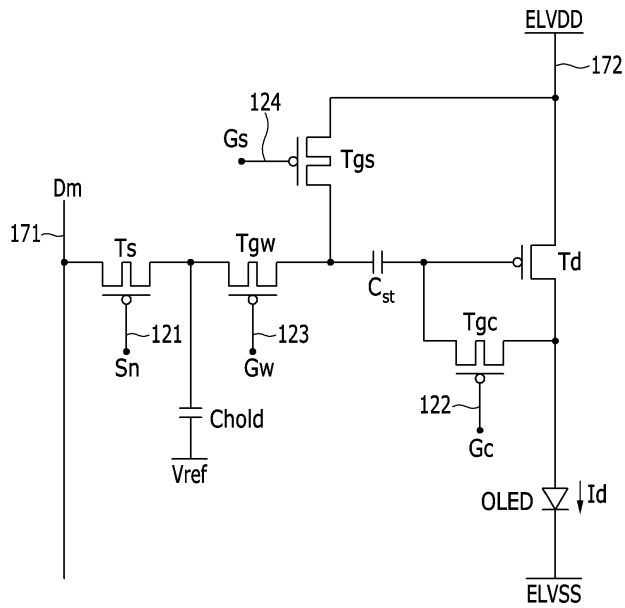 ELVDD
172
124
Gs
Tgs
Dm
171
Ts
Tgw
Td
Cst
Tgc
121
123
Sn
Gw
122
Chold
Gc
Vref
OLED
Id
ELVSS